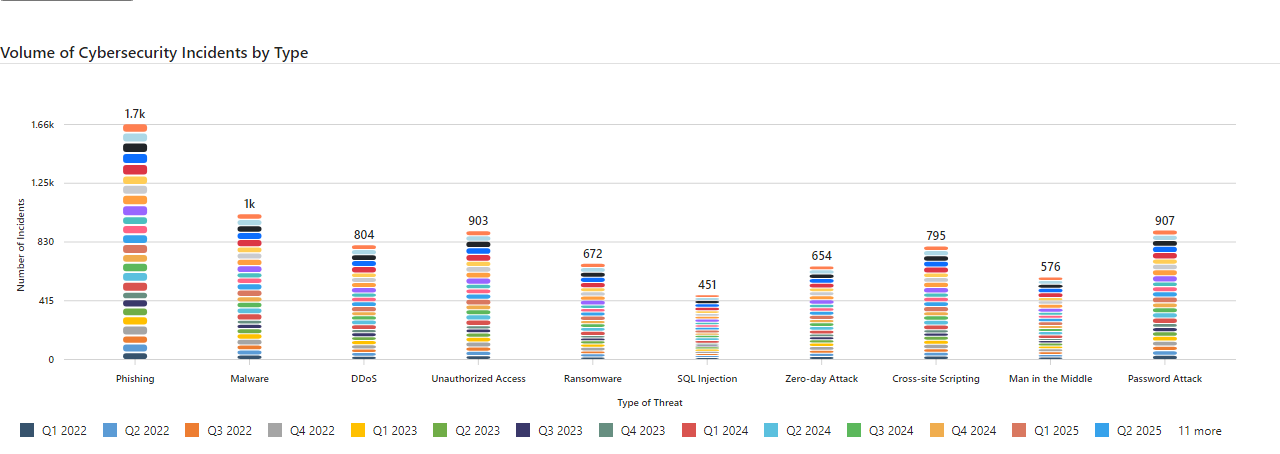 Volume of Cybersecurity Incidents by Type
1.7k
1.66k
1.25k
1k
903
907
804
795
830
672
654
576
451
415
0
Number of Incidents
Phishing Malware DDoS Unauthorized Access Ransomware SQL Injection Zero-day Attack Cross-site Scripting Man in the Middle Password Attack
Type of Threat
Q1 2022 Q2 2022 Q3 2022 Q4 2022 Q1 2023 Q2 2023 Q3 2023 Q4 2023 Q1 2024 Q2 2024 Q3 2024 Q4 2024 Q1 2025 Q2 2025 11 more